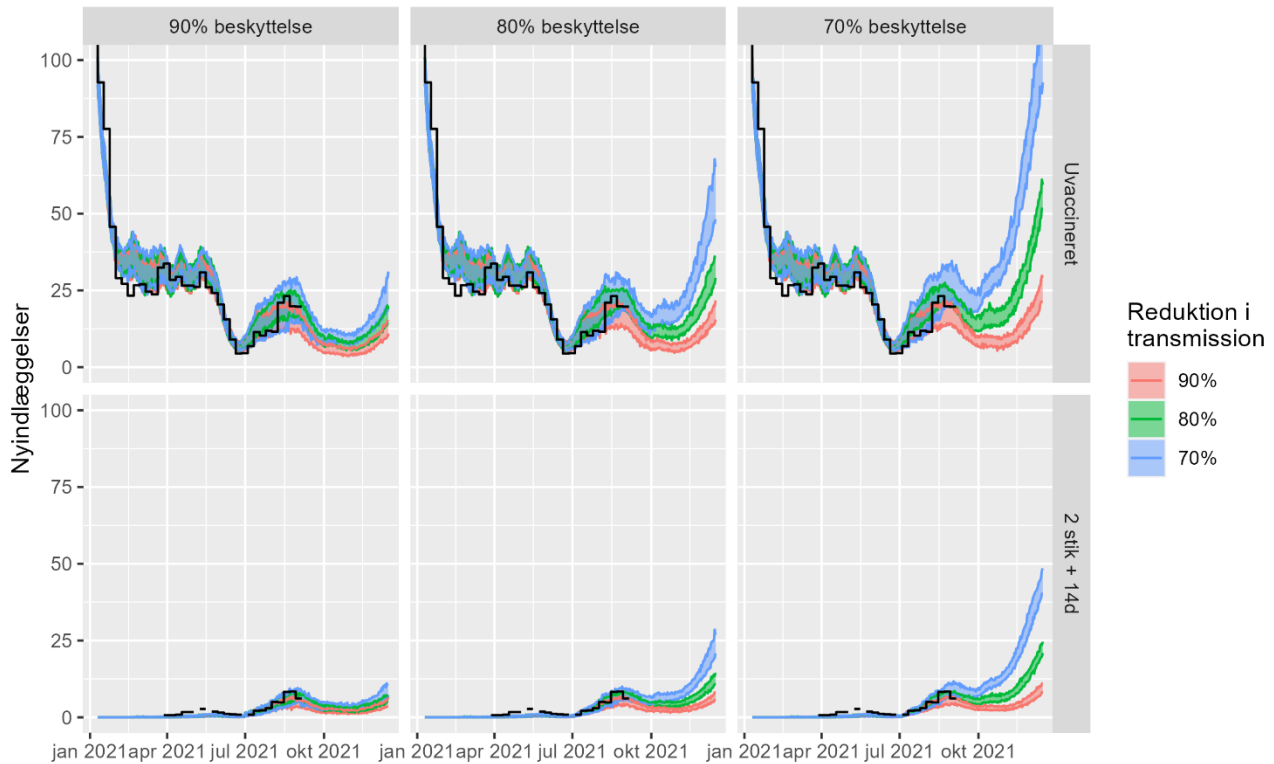 90% beskyttelse
80% beskyttelse
70% beskyttelse
Nyindlæggelser
100
75
50
25
0
Uvaccineret
100
75
50
25
0
2 stik + 14d
jan 2021 apr 2021 jul 2021 okt 2021
jan 2021 apr 2021 jul 2021 okt 2021
jan 2021 apr 2021 jul 2021 okt 2021
Reduktion i
transmission
90%
80%
70%